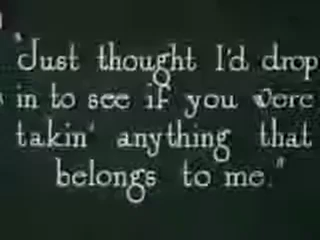 "Just thought I'd drop
in to see if you were
takin' anything that
belongs to me."